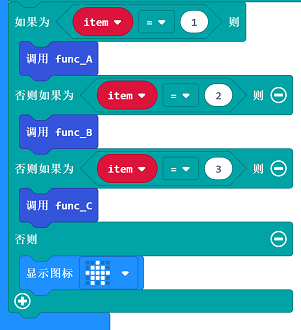 如果为 item = 1 则
调用 func_A
否则如果为 item = 2 则
调用 func_B
否则如果为 item = 3 则
调用 func_C
否则
显示图标